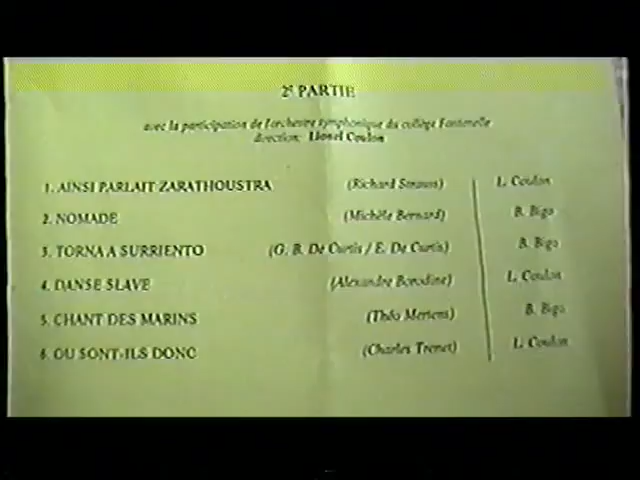 2e PARTIE
avec la participation de l'orchestre symphonique du collège Fontenelle
direction: Lionel Coulon
1. AINSI PARLAIT ZARATHOUSTRA (Richard Strauss) L. Coulon
2. NOMADE (Michèle Bernard) B. Bigo
3. TORNA A SURRIENTO (G. B. De Curtis / E. De Curtis) B. Bigo
4. DANSE SLAVE (Alexandre Borodine) L. Coulon
5. CHANT DES MARINS (Théo Mertens) B. Bigo
6. OU SONT-ILS DONC (Charles Trenet) L. Coulon